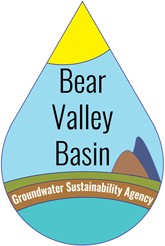 Bear
Valley
Basin
Groundwater Sustainability Agency